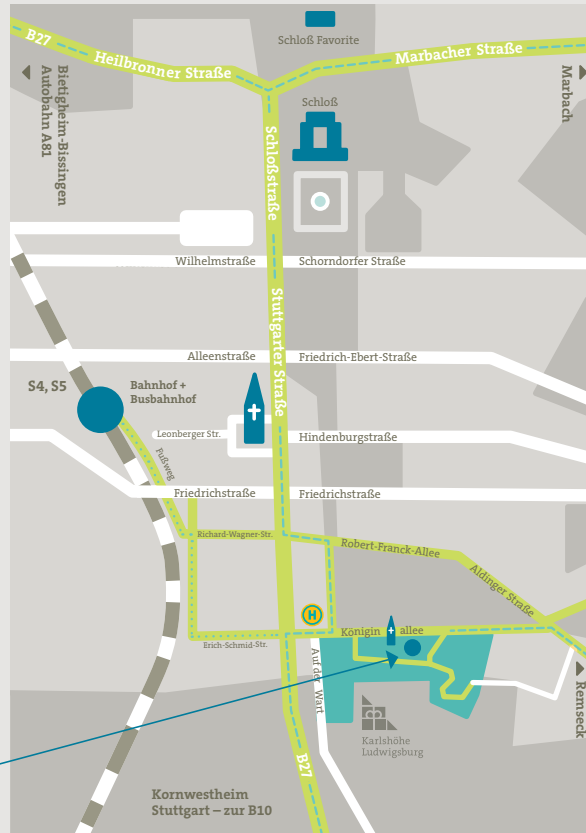 B27
Heilbronner Straße
Marbacher Straße
Schloß Favorite
Bietigheim-Bissingen
Autobahn A81
Marbach
Schloß
Schloßstraße
Wilhelmstraße
Schorndorfer Straße
Stuttgarter Straße
Alleenstraße
Friedrich-Ebert-Straße
S4, S5
Bahnhof +
Busbahnhof
Leonberger Str.
Hindenburgstraße
Fußweg
Friedrichstraße
Friedrichstraße
Richard-Wagner-Str.
Robert-Franck-Allee
Aldinger Straße
H
Königin allee
Erich-Schmid-Str.
Auf der Wart
Remseck
Karlshöhe
Ludwigsburg
B27
Kornwestheim
Stuttgart – zur B10